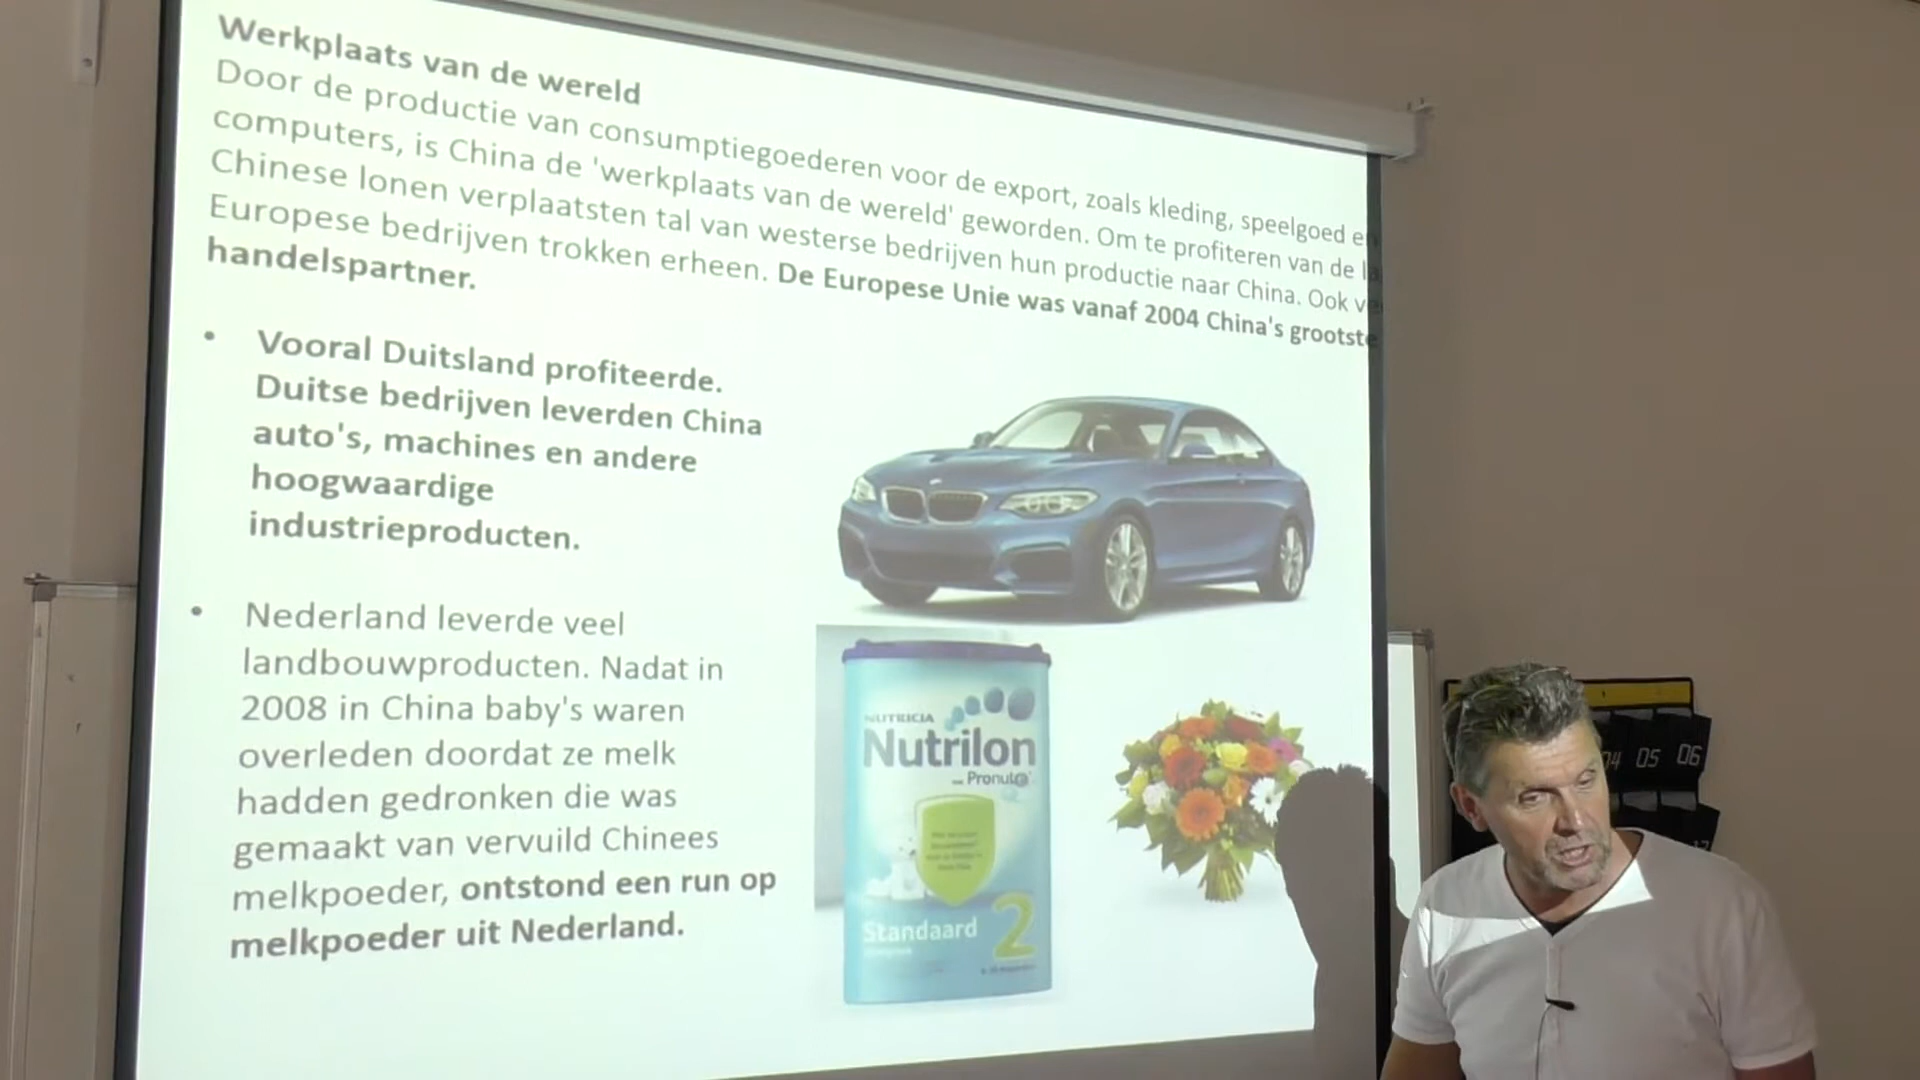 Werkplaats van de wereld
Door de productie van consumptiegoederen voor de export, zoals kleding, speelgoed
computers, is China de 'werkplaats van de wereld' geworden. Om te profiteren van de
Chinese lonen verplaatsten tal van westerse bedrijven hun productie naar China. Ook
Europese bedrijven trokken erheen. De Europese Unie was vanaf 2004 China's grootste
handelspartner.
• Vooral Duitsland profiteerde.
Duitse bedrijven leverden China
auto's, machines en andere
hoogwaardige
industrieproducten.
• Nederland leverde veel
landbouwproducten. Nadat in
2008 in China baby's waren
overleden doordat ze melk
hadden gedronken die was
gemaakt van vervuild Chinees
melkpoeder, ontstond een run op
melkpoeder uit Nederland.
NUTRICIA
Nutrilon
Pronutra
Standaard 2
04 05 06